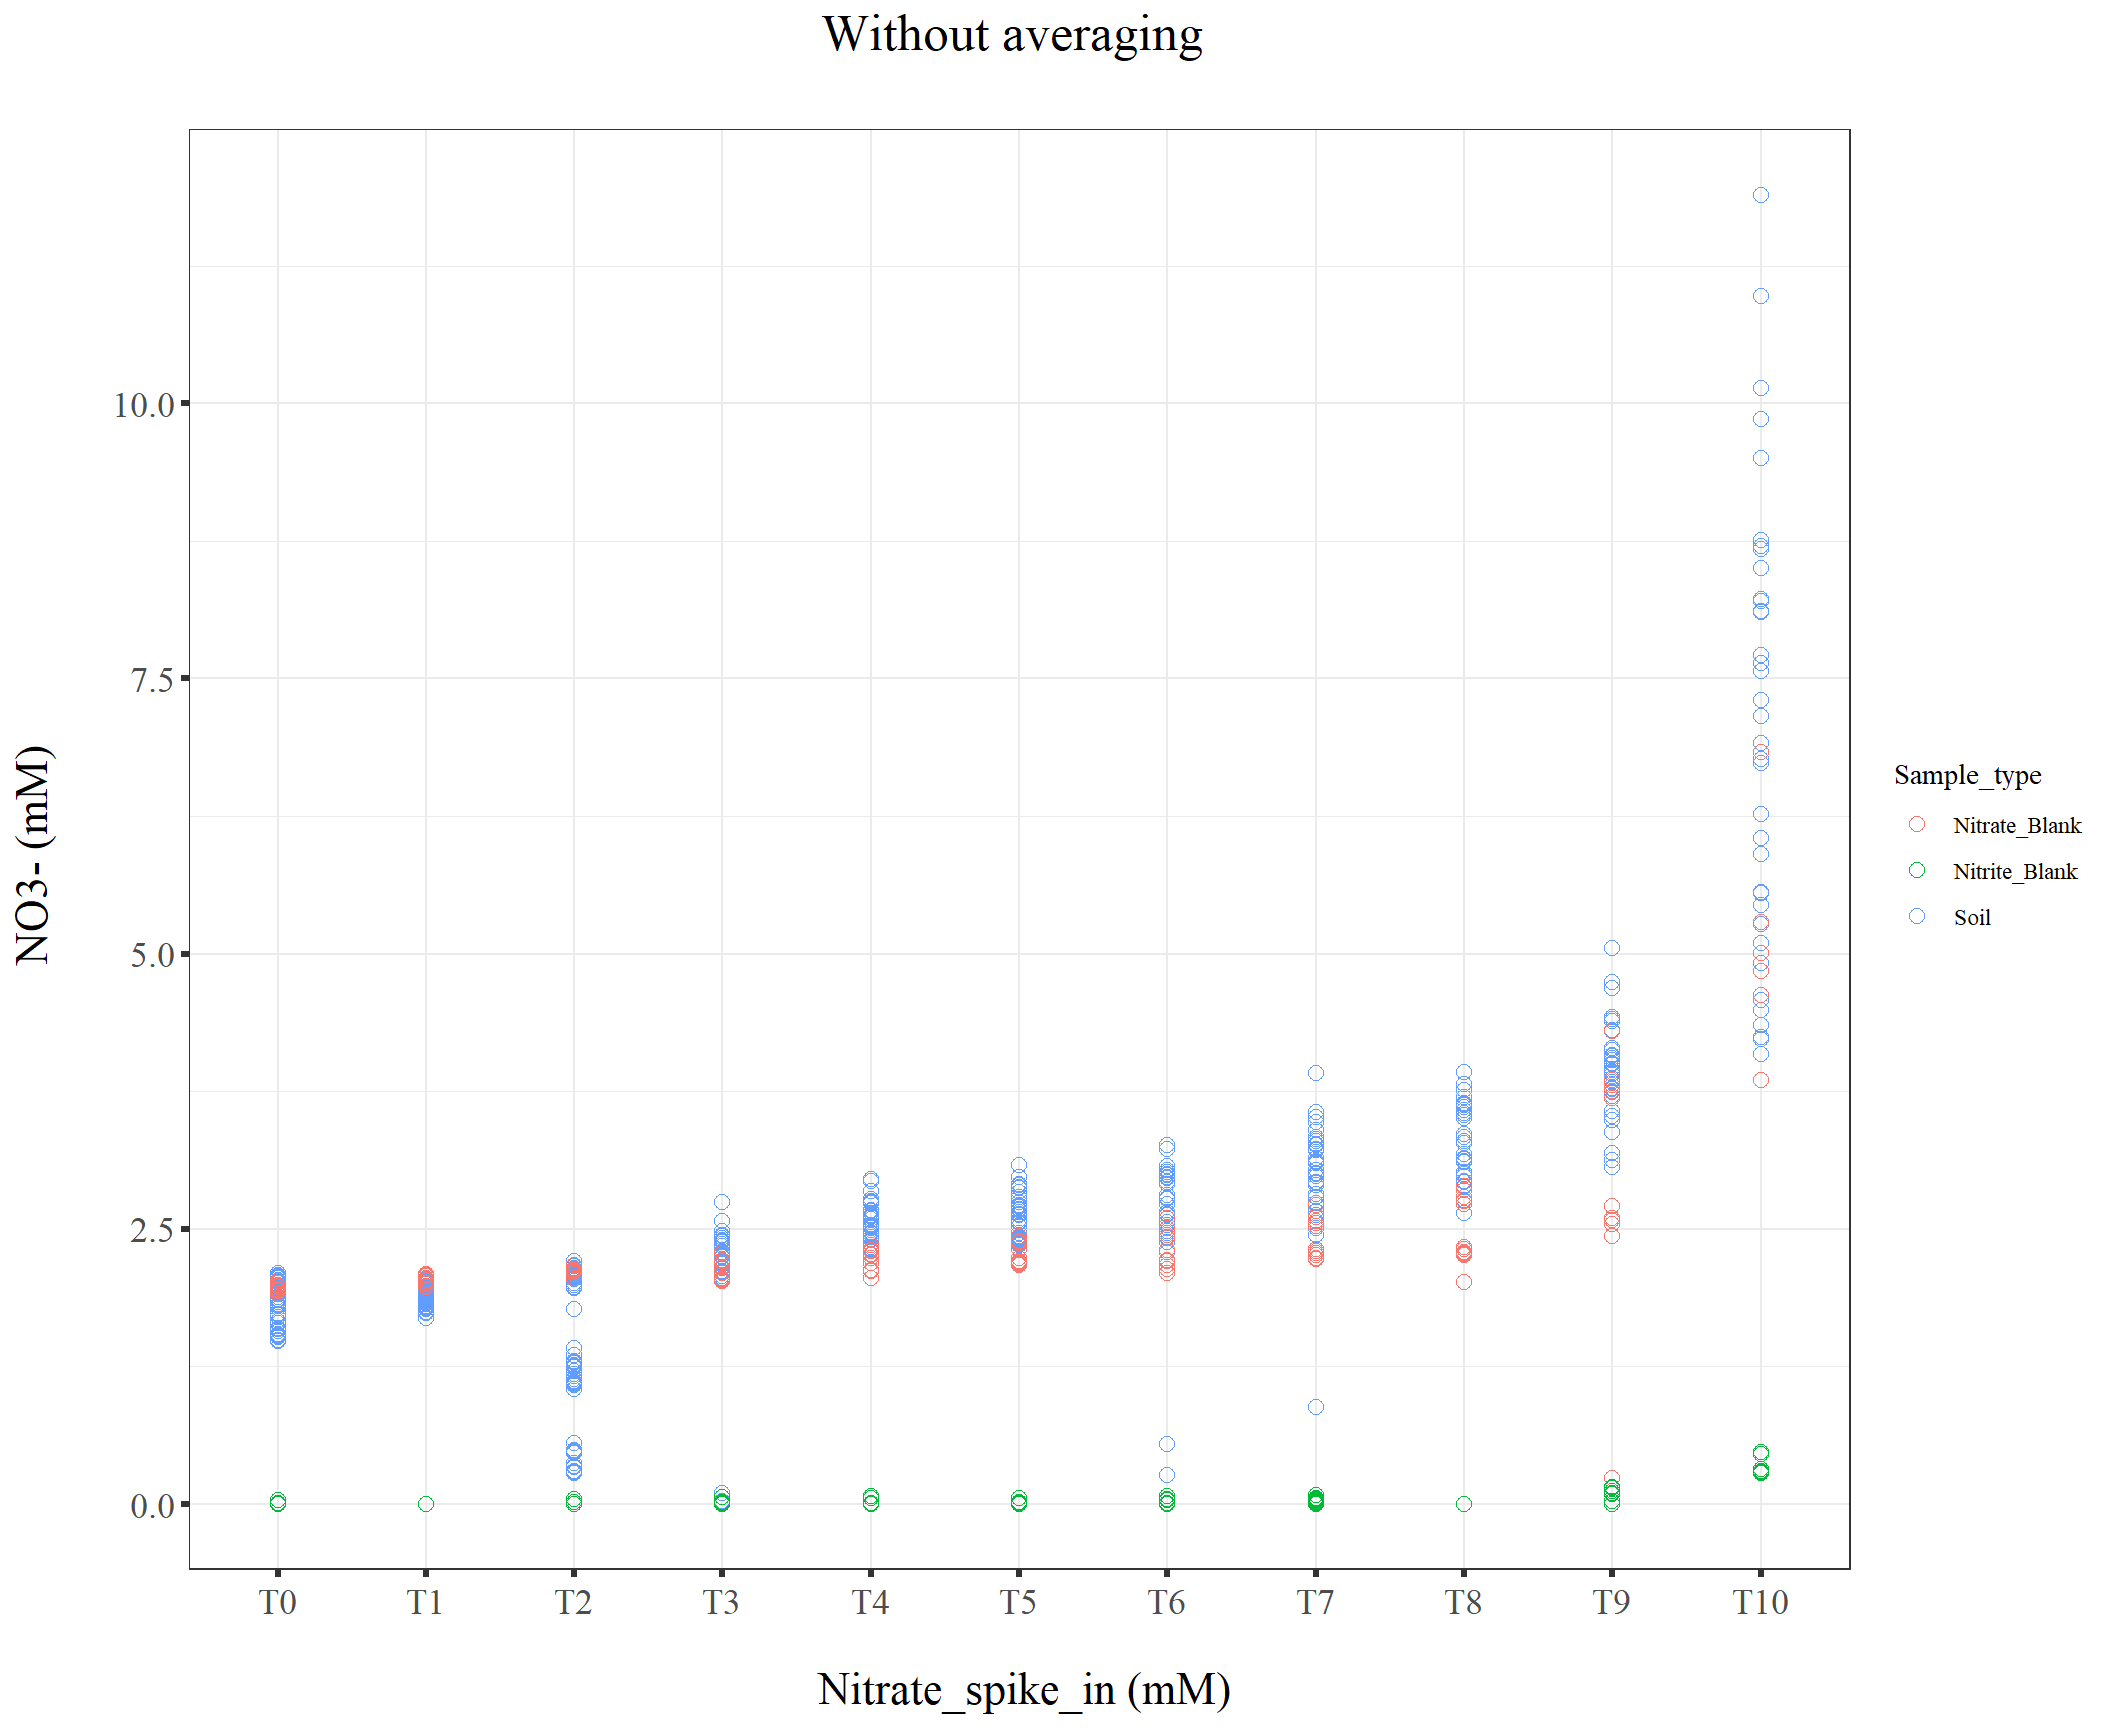 Without averaging
10.0
7.5
5.0
2.5
0.0
NO3- (mM)
T0 T1 T2 T3 T4 T5 T6 T7 T8 T9 T10
Nitrate_spike_in (mM)
Sample_type
Nitrate_Blank
Nitrite_Blank
Soil